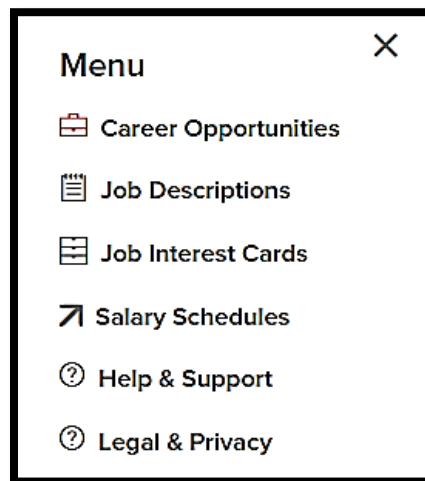 Menu
Career Opportunities
Job Descriptions
Job Interest Cards
Salary Schedules
Help & Support
Legal & Privacy